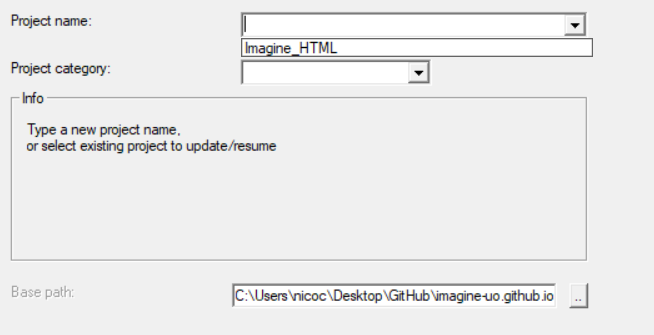 Project name:
Imagine_HTML
Project category:
Info
Type a new project name,
or select existing project to update/resume
Base path:
C:\Users\nicoc\Desktop\GitHub\imagine-uo.github.io
..